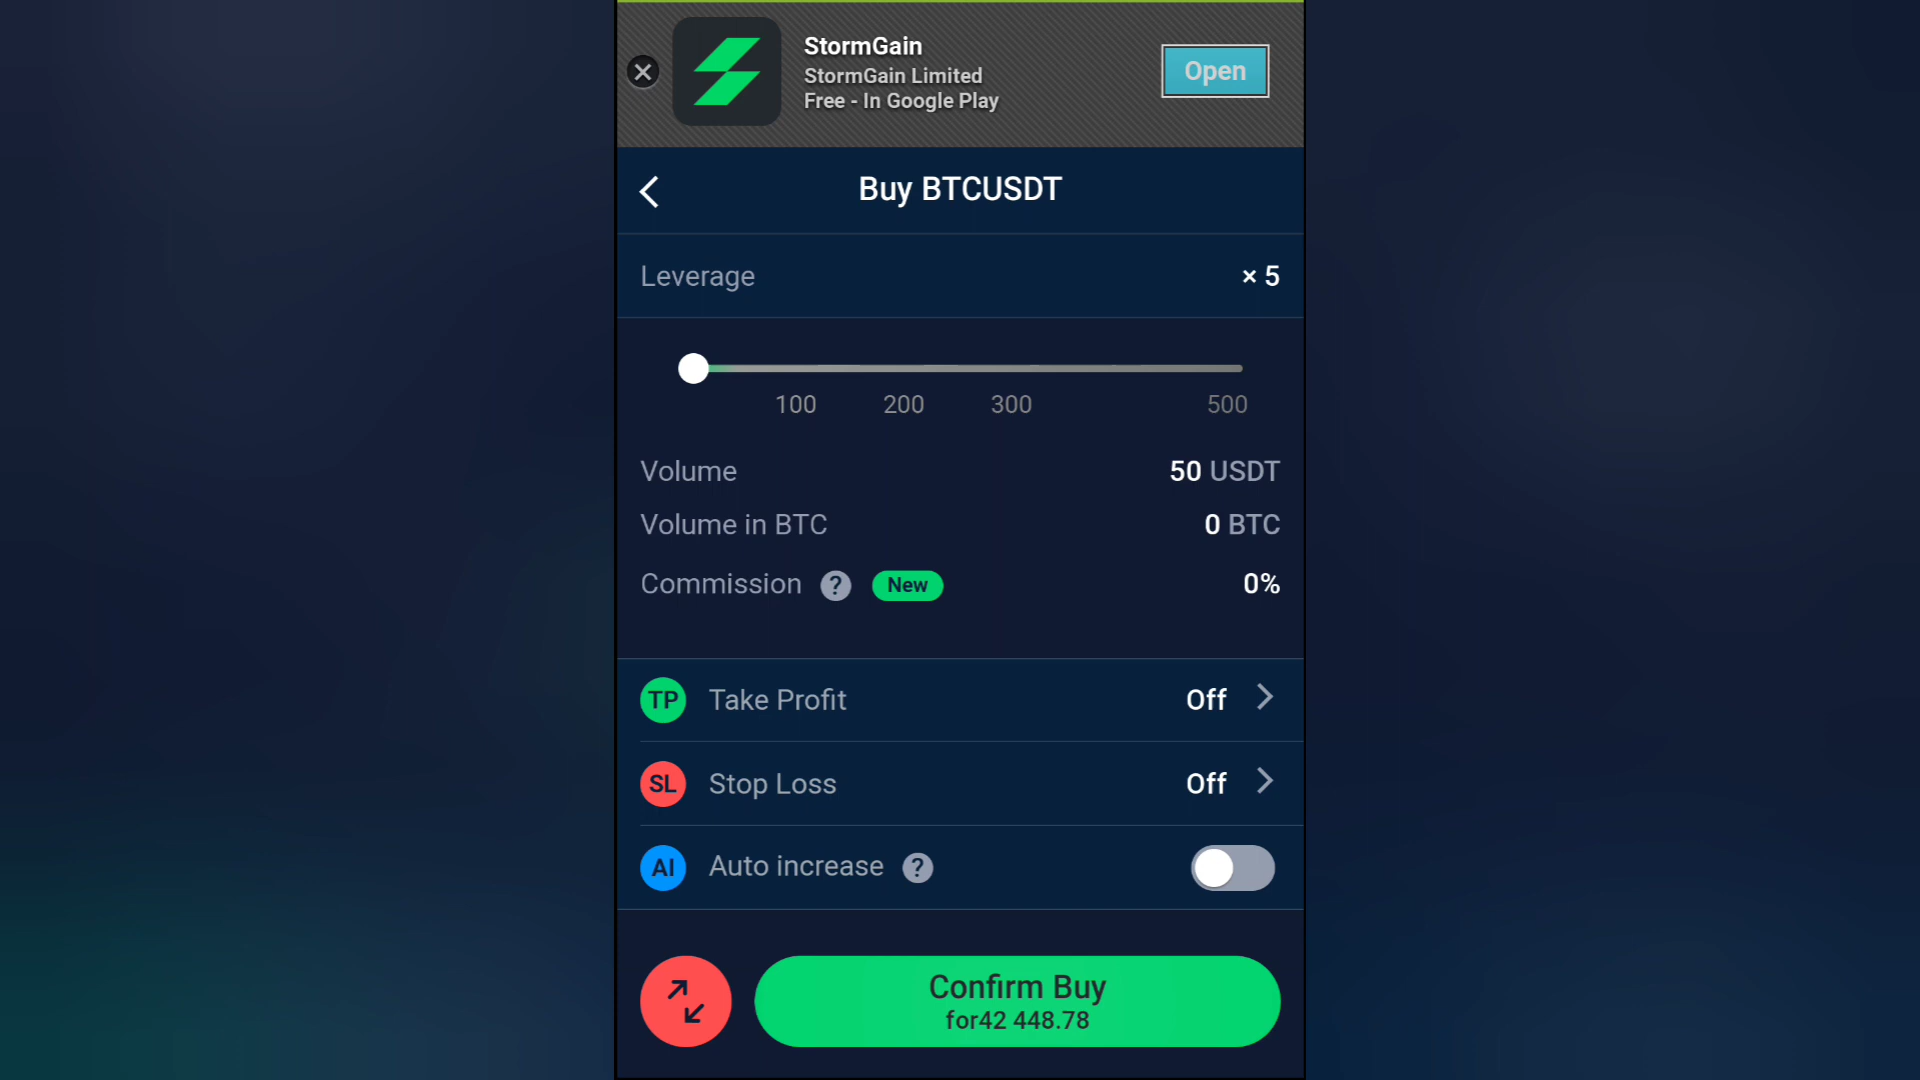 StormGain
StormGain Limited
Free - In Google Play
Open
Buy BTCUSDT
Leverage × 5
100 200 300 500
Volume 50 USDT
Volume in BTC 0 BTC
Commission ? New 0%
TP Take Profit Off
SL Stop Loss Off
AI Auto increase ?
Confirm Buy
for42 448.78